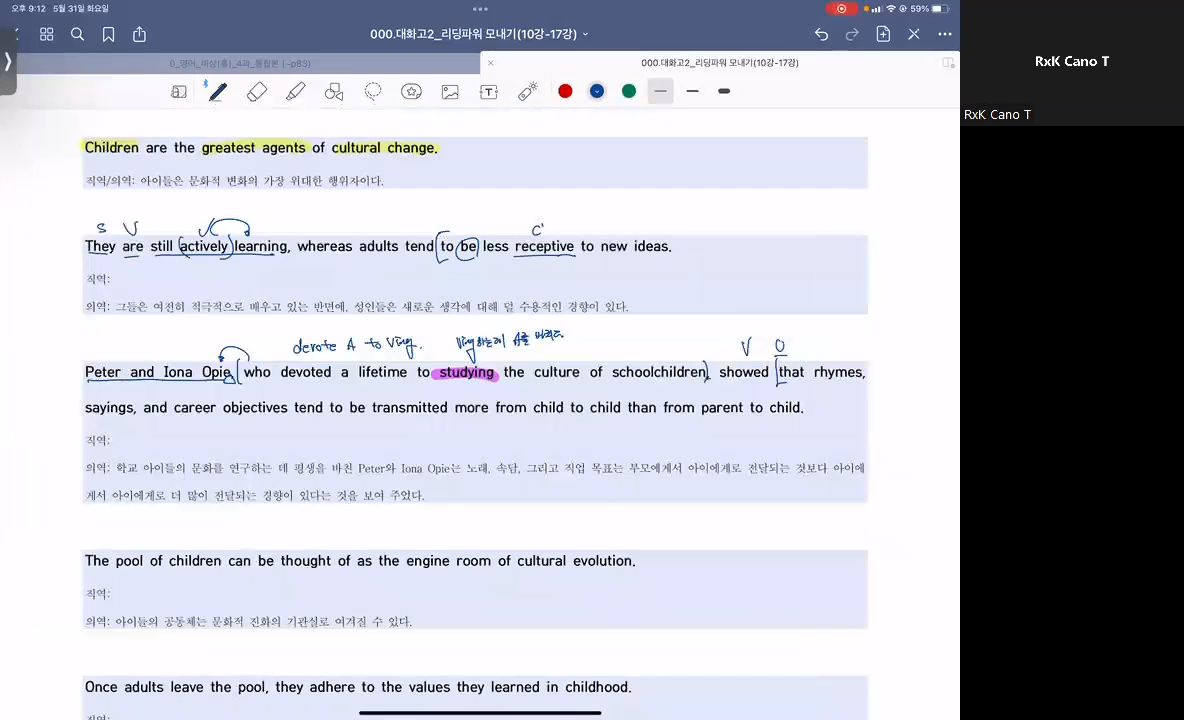 오후 9:12 5월 31일 화요일
59%
000.대화고2_리딩파워 모내기(10강-17강)
RxK Cano T
0_영어_비상(홍)_4과_통합본 (~p83)
000.대화고2_리딩파워 모내기(10강-17강)
RxK Cano T
Children are the greatest agents of cultural change.
직역/의역: 아이들은 문화적 변화의 가장 위대한 행위자이다.
S V C'
They are still (actively) learning, whereas adults tend [to be less receptive to new ideas.
직역:
의역: 그들은 여전히 적극적으로 배우고 있는 반면에, 성인들은 새로운 생각에 대해 덜 수용적인 경향이 있다.
devote A to Ving. Ving하는데 A를 바치다.
V O
Peter and Iona Opie, (who devoted a lifetime to studying the culture of schoolchildren), showed [that rhymes,
sayings, and career objectives tend to be transmitted more from child to child than from parent to child.
직역:
의역: 학교 아이들의 문화를 연구하는 데 평생을 바친 Peter와 Iona Opie는 노래, 속담, 그리고 직업 목표는 부모에게서 아이에게로 전달되는 것보다 아이에
게서 아이에게로 더 많이 전달되는 경향이 있다는 것을 보여 주었다.
The pool of children can be thought of as the engine room of cultural evolution.
직역:
의역: 아이들의 공동체는 문화적 진화의 기관실로 여겨질 수 있다.
Once adults leave the pool, they adhere to the values they learned in childhood.
직역: